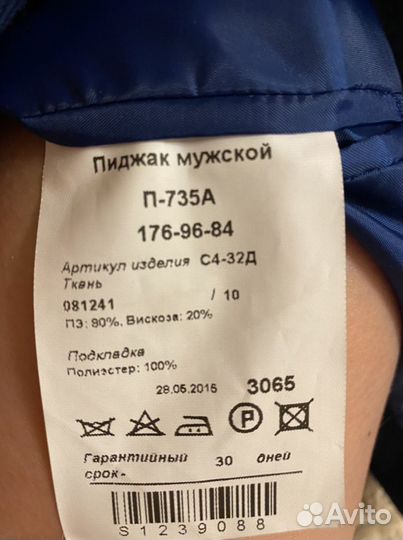 Пиджак мужской
П-735А
176-96-84
Артикул изделия С4-32Д
Ткань
081241 / 10
ПЭ: 80%, Вискоза: 20%
Подкладка
Полиэстер: 100%
28.05.2015 3065
P
Гарантийный 30 дней
срок-
S1239088
Avito